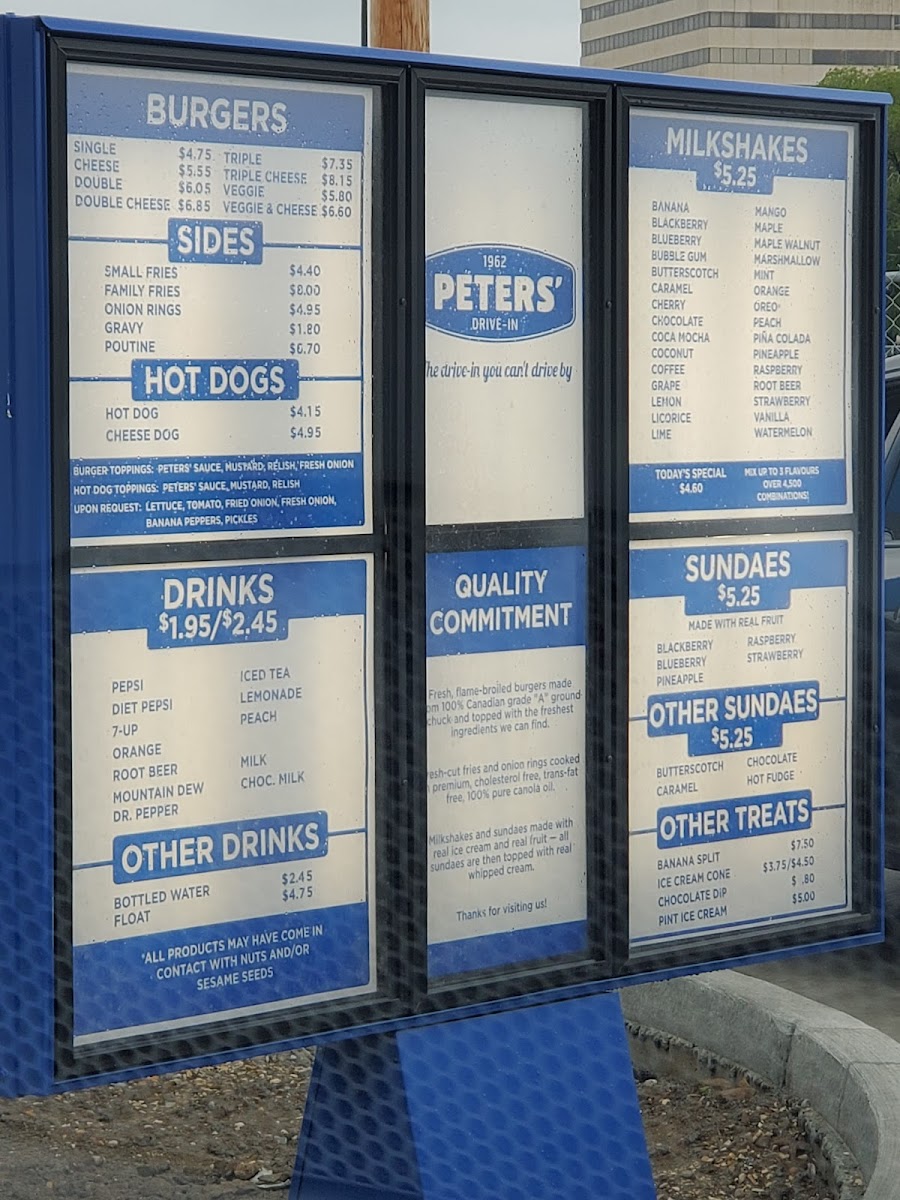 BURGERS
SINGLE $4.75 TRIPLE $7.35
CHEESE $5.55 TRIPLE CHEESE $8.15
DOUBLE $6.05 VEGGIE $5.80
DOUBLE CHEESE $6.85 VEGGIE & CHEESE $6.60
SIDES
SMALL FRIES $4.40
FAMILY FRIES $8.00
ONION RINGS $4.95
GRAVY $1.80
POUTINE $6.70
HOT DOGS
HOT DOG $4.15
CHEESE DOG $4.95
BURGER TOPPINGS: PETERS' SAUCE, MUSTARD, RELISH, FRESH ONION
HOT DOG TOPPINGS: PETERS' SAUCE, MUSTARD, RELISH
UPON REQUEST: LETTUCE, TOMATO, FRIED ONION, FRESH ONION,
BANANA PEPPERS, PICKLES
DRINKS
$1.95/$2.45
PEPSI
DIET PEPSI
7-UP
ORANGE
ROOT BEER
MOUNTAIN DEW
DR. PEPPER
ICED TEA
LEMONADE
PEACH
MILK
CHOC. MILK
OTHER DRINKS
BOTTLED WATER $2.45
FLOAT $4.75
*ALL PRODUCTS MAY HAVE COME IN
CONTACT WITH NUTS AND/OR
SESAME SEEDS
1962
PETERS'
DRIVE-IN
The drive-in you can't drive by
QUALITY
COMMITMENT
Fresh, flame-broiled burgers made
om 100% Canadian grade "A" ground
chuck and topped with the freshest
ingredients we can find.
esh-cut fries and onion rings cooked
premium, cholesterol free, trans-fat
free, 100% pure canola oil.
Milkshakes and sundaes made with
real ice cream and real fruit – all
sundaes are then topped with real
whipped cream.
Thanks for visiting us!
MILKSHAKES
$5.25
BANANA
BLACKBERRY
BLUEBERRY
BUBBLE GUM
BUTTERSCOTCH
CARAMEL
CHERRY
CHOCOLATE
COCA MOCHA
COCONUT
COFFEE
GRAPE
LEMON
LICORICE
LIME
MANGO
MAPLE
MAPLE WALNUT
MARSHMALLOW
MINT
ORANGE
OREO
PEACH
PIÑA COLADA
PINEAPPLE
RASPBERRY
ROOT BEER
STRAWBERRY
VANILLA
WATERMELON
TODAY'S SPECIAL
$4.60
MIX UP TO 3 FLAVOURS
OVER 4,500
COMBINATIONS!
SUNDAES
$5.25
MADE WITH REAL FRUIT
BLACKBERRY
BLUEBERRY
PINEAPPLE
RASPBERRY
STRAWBERRY
OTHER SUNDAES
$5.25
BUTTERSCOTCH
CARAMEL
CHOCOLATE
HOT FUDGE
OTHER TREATS
BANANA SPLIT $7.50
ICE CREAM CONE $3.75/$4.50
CHOCOLATE DIP $ .80
PINT ICE CREAM $5.00